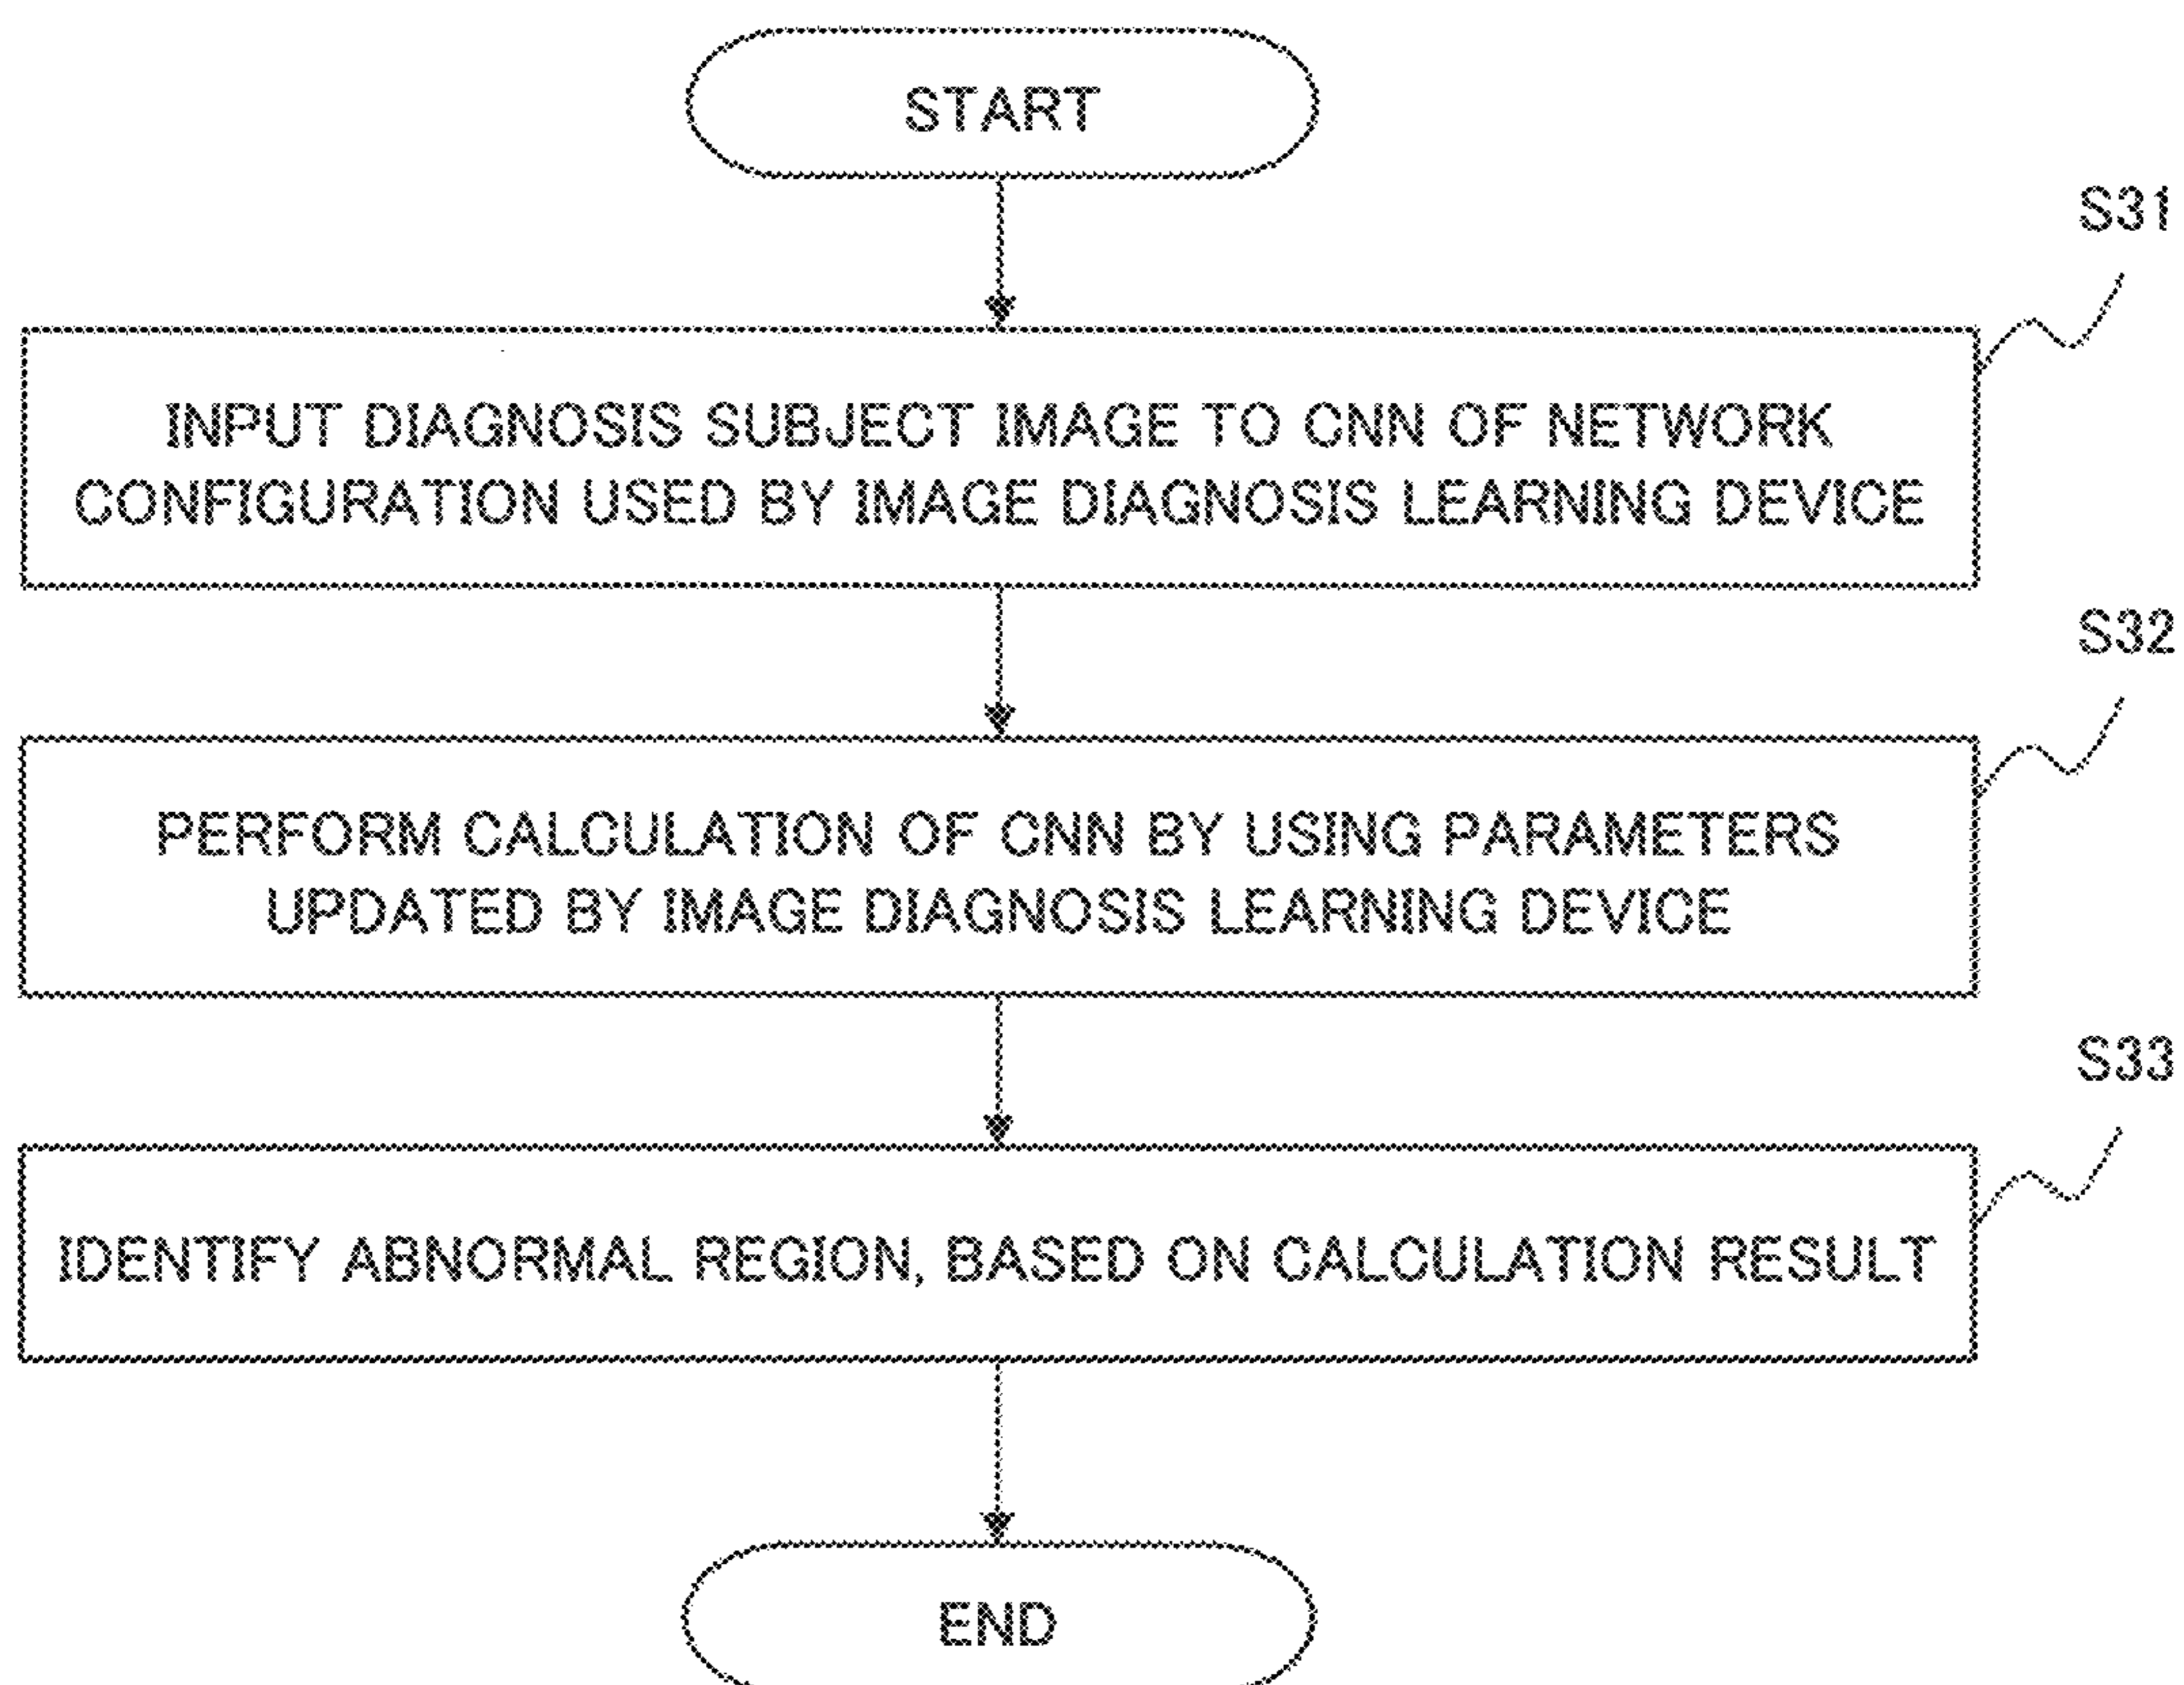 START
S31
INPUT DIAGNOSIS SUBJECT IMAGE TO CNN OF NETWORK
CONFIGURATION USED BY IMAGE DIAGNOSIS LEARNING DEVICE
S32
PERFORM CALCULATION OF CNN BY USING PARAMETERS
UPDATED BY IMAGE DIAGNOSIS LEARNING DEVICE
S33
IDENTIFY ABNORMAL REGION, BASED ON CALCULATION RESULT
END